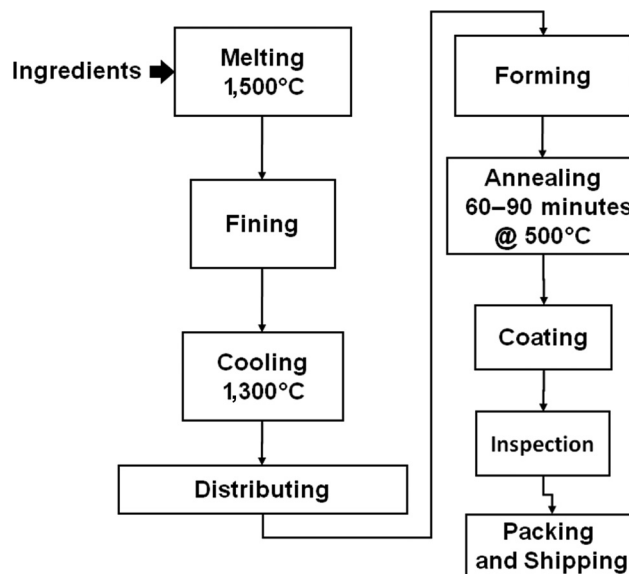 Ingredients
Melting
1,500°C
Fining
Cooling
1,300°C
Distributing
Forming
Annealing
60–90 minutes
@ 500°C
Coating
Inspection
Packing
and Shipping